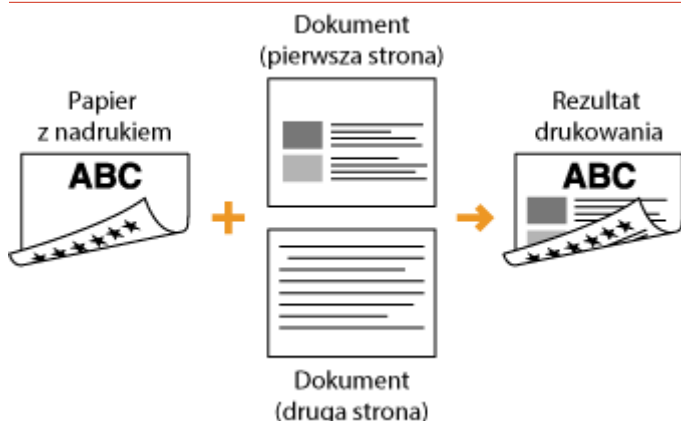 Dokument
(pierwsza strona)
Papier
z nadrukiem
Rezultat
drukowania
ABC
ABC
Dokument
(druga strona)